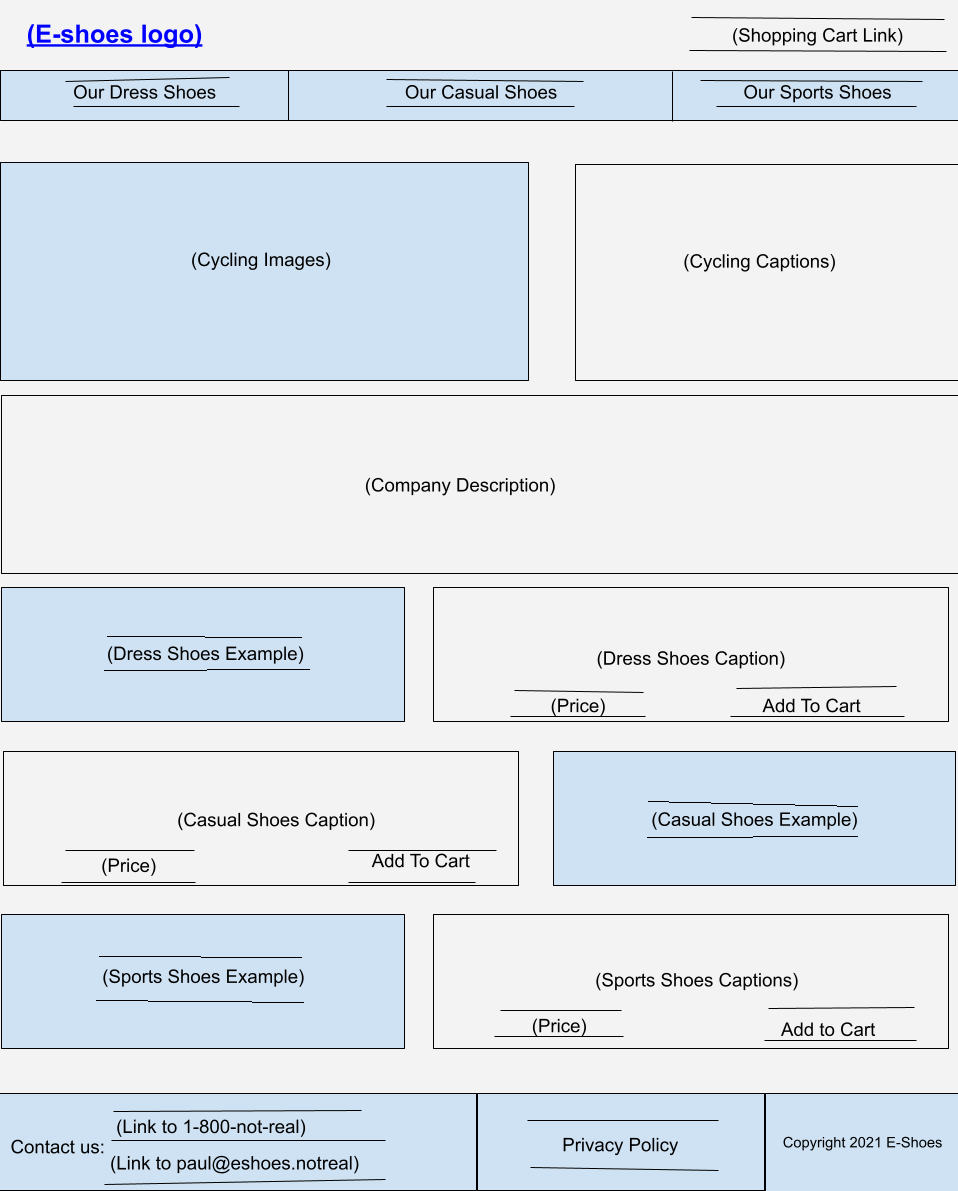 (E-shoes logo)
(Shopping Cart Link)
Our Dress Shoes
Our Casual Shoes
Our Sports Shoes
(Cycling Images)
(Cycling Captions)
(Company Description)
(Dress Shoes Example)
(Dress Shoes Caption)
(Price)
Add To Cart
(Casual Shoes Caption)
(Price)
Add To Cart
(Casual Shoes Example)
(Sports Shoes Example)
(Sports Shoes Captions)
(Price)
Add to Cart
Contact us:
(Link to 1-800-not-real)
(Link to paul@eshoes.notreal)
Privacy Policy
Copyright 2021 E-Shoes